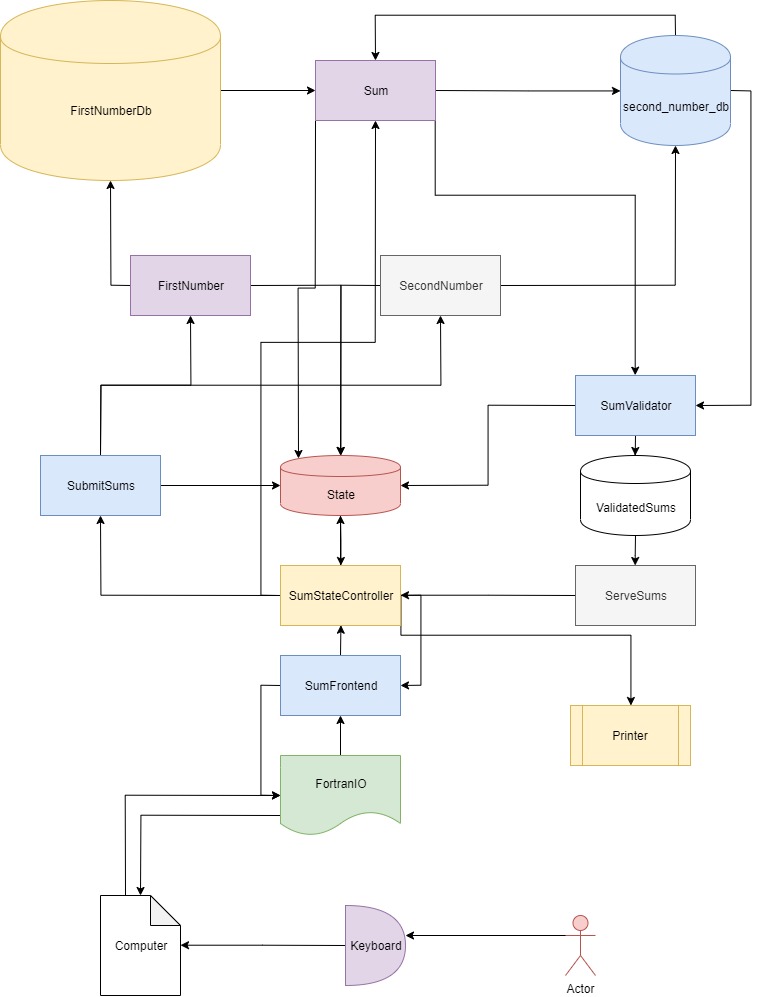 FirstNumberDb
Sum
second_number_db
FirstNumber
SecondNumber
SumValidator
SubmitSums
State
ValidatedSums
SumStateController
ServeSums
SumFrontend
Printer
FortranIO
Computer
Keyboard
Actor